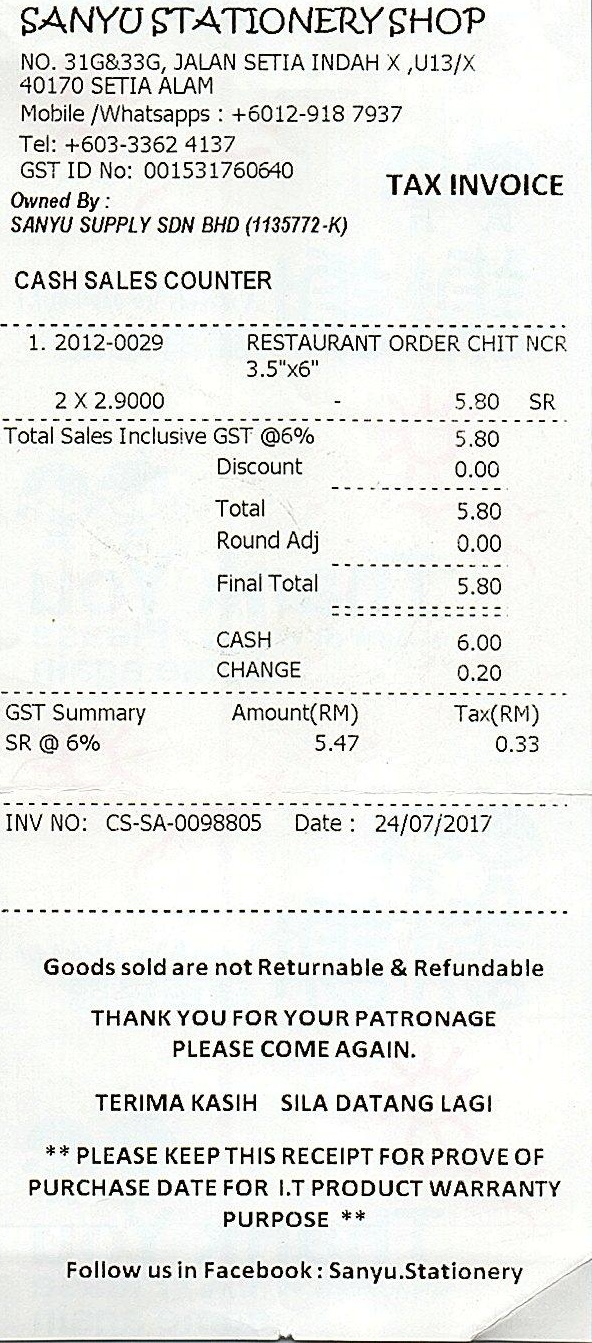 SANYU STATIONERY SHOP
NO. 31G&33G, JALAN SETIA INDAH X ,U13/X
40170 SETIA ALAM
Mobile /Whatsapps : +6012-918 7937
Tel: +603-3362 4137
GST ID No: 001531760640
TAX INVOICE
Owned By :
SANYU SUPPLY SDN BHD (1135772-K)
CASH SALES COUNTER
1. 2012-0029 RESTAURANT ORDER CHIT NCR
3.5"x6"
2 X 2.9000 - 5.80 SR
Total Sales Inclusive GST @6% 5.80
Discount 0.00
Total 5.80
Round Adj 0.00
Final Total 5.80
CASH 6.00
CHANGE 0.20
GST Summary Amount(RM) Tax(RM)
SR @ 6% 5.47 0.33
INV NO: CS-SA-0098805 Date : 24/07/2017
Goods sold are not Returnable & Refundable
THANK YOU FOR YOUR PATRONAGE
PLEASE COME AGAIN.
TERIMA KASIH SILA DATANG LAGI
** PLEASE KEEP THIS RECEIPT FOR PROVE OF
PURCHASE DATE FOR I.T PRODUCT WARRANTY
PURPOSE **
Follow us in Facebook : Sanyu.Stationery